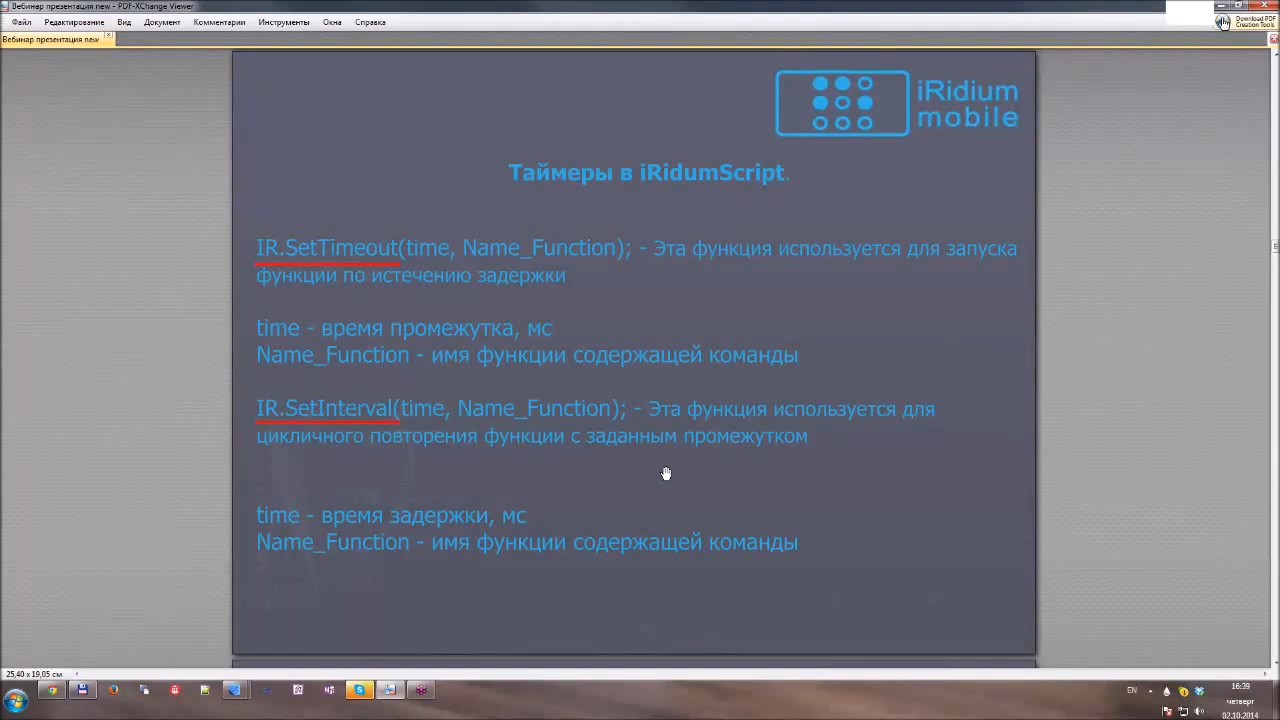 Вебинар презентация new - PDF-XChange Viewer
Файл Редактирование Вид Документ Комментарии Инструменты Окна Справка
Download PDF
Creation Tools
Вебинар презентация new
iRidium
mobile
Таймеры в iRidumScript.
IR.SetTimeout(time, Name_Function); - Эта функция используется для запуска
функции по истечению задержки
time - время промежутка, мс
Name_Function - имя функции содержащей команды
IR.SetInterval(time, Name_Function); - Эта функция используется для
цикличного повторения функции с заданным промежутком
time - время задержки, мс
Name_Function - имя функции содержащей команды
25,40 x 19,05 см
EN
16:39
четверг
02.10.2014